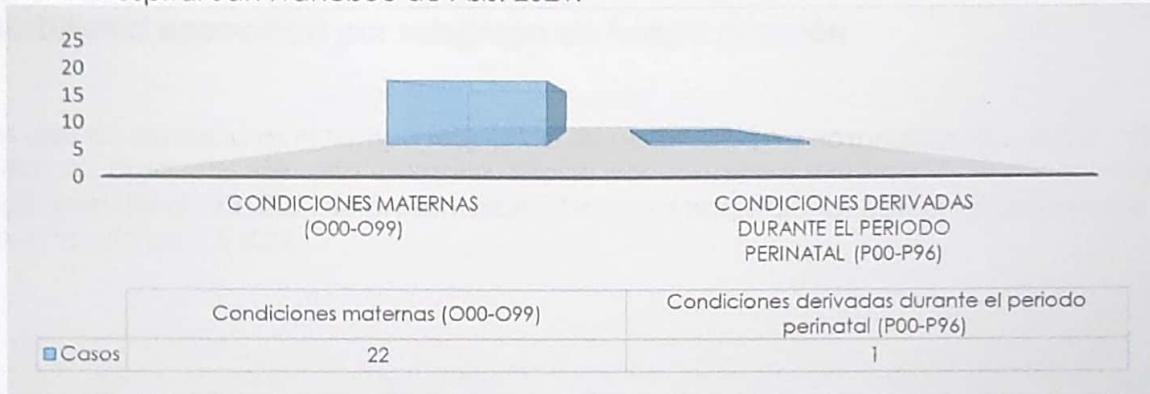 25
20
15
10
5
0
CONDICIONES MATERNAS
(O00-O99)
CONDICIONES DERIVADAS
DURANTE EL PERIODO
PERINATAL (P00-P96)
Condiciones maternas (O00-O99)
Condiciones derivadas durante el periodo
perinatal (P00-P96)
Casos
22
1